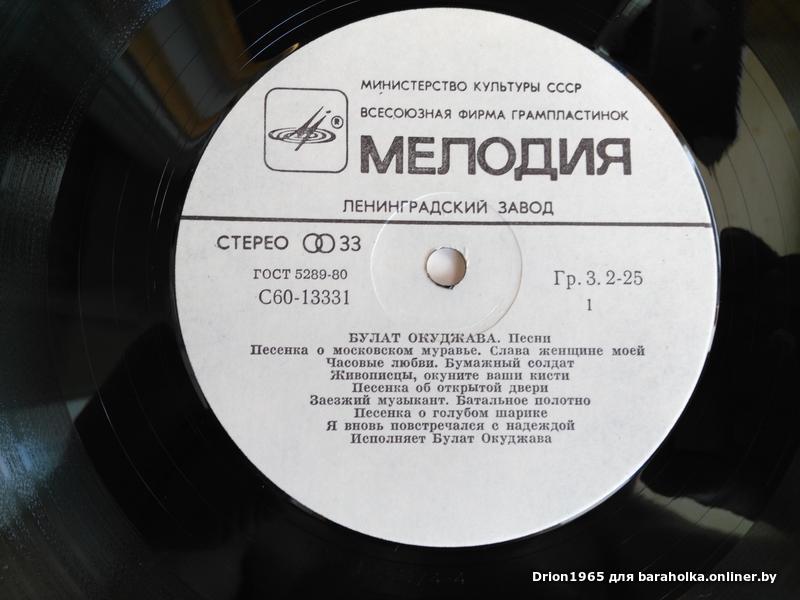 МИНИСТЕРСТВО КУЛЬТУРЫ СССР
ВСЕСОЮЗНАЯ ФИРМА ГРАМПЛАСТИНОК
®
МЕЛОДИЯ
ЛЕНИНГРАДСКИЙ ЗАВОД
СТЕРЕО 33
ГОСТ 5289-80
С60-13331
Гр. 3. 2-25
1
БУЛАТ ОКУДЖАВА. Песни
Песенка о московском муравье. Слава женщине моей
Часовые любви. Бумажный солдат
Живописцы, окуните ваши кисти
Песенка об открытой двери
Заезжий музыкант. Батальное полотно
Песенка о голубом шарике
Я вновь повстречался с надеждой
Исполняет Булат Окуджава
Drion1965 для baraholka.onliner.by